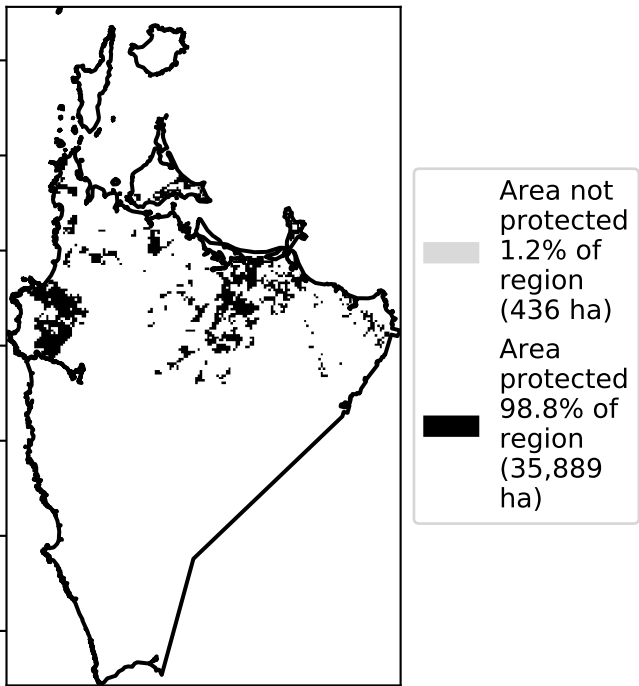 Area not
protected
1.2% of
region
(436 ha)
Area
protected
98.8% of
region
(35,889
ha)